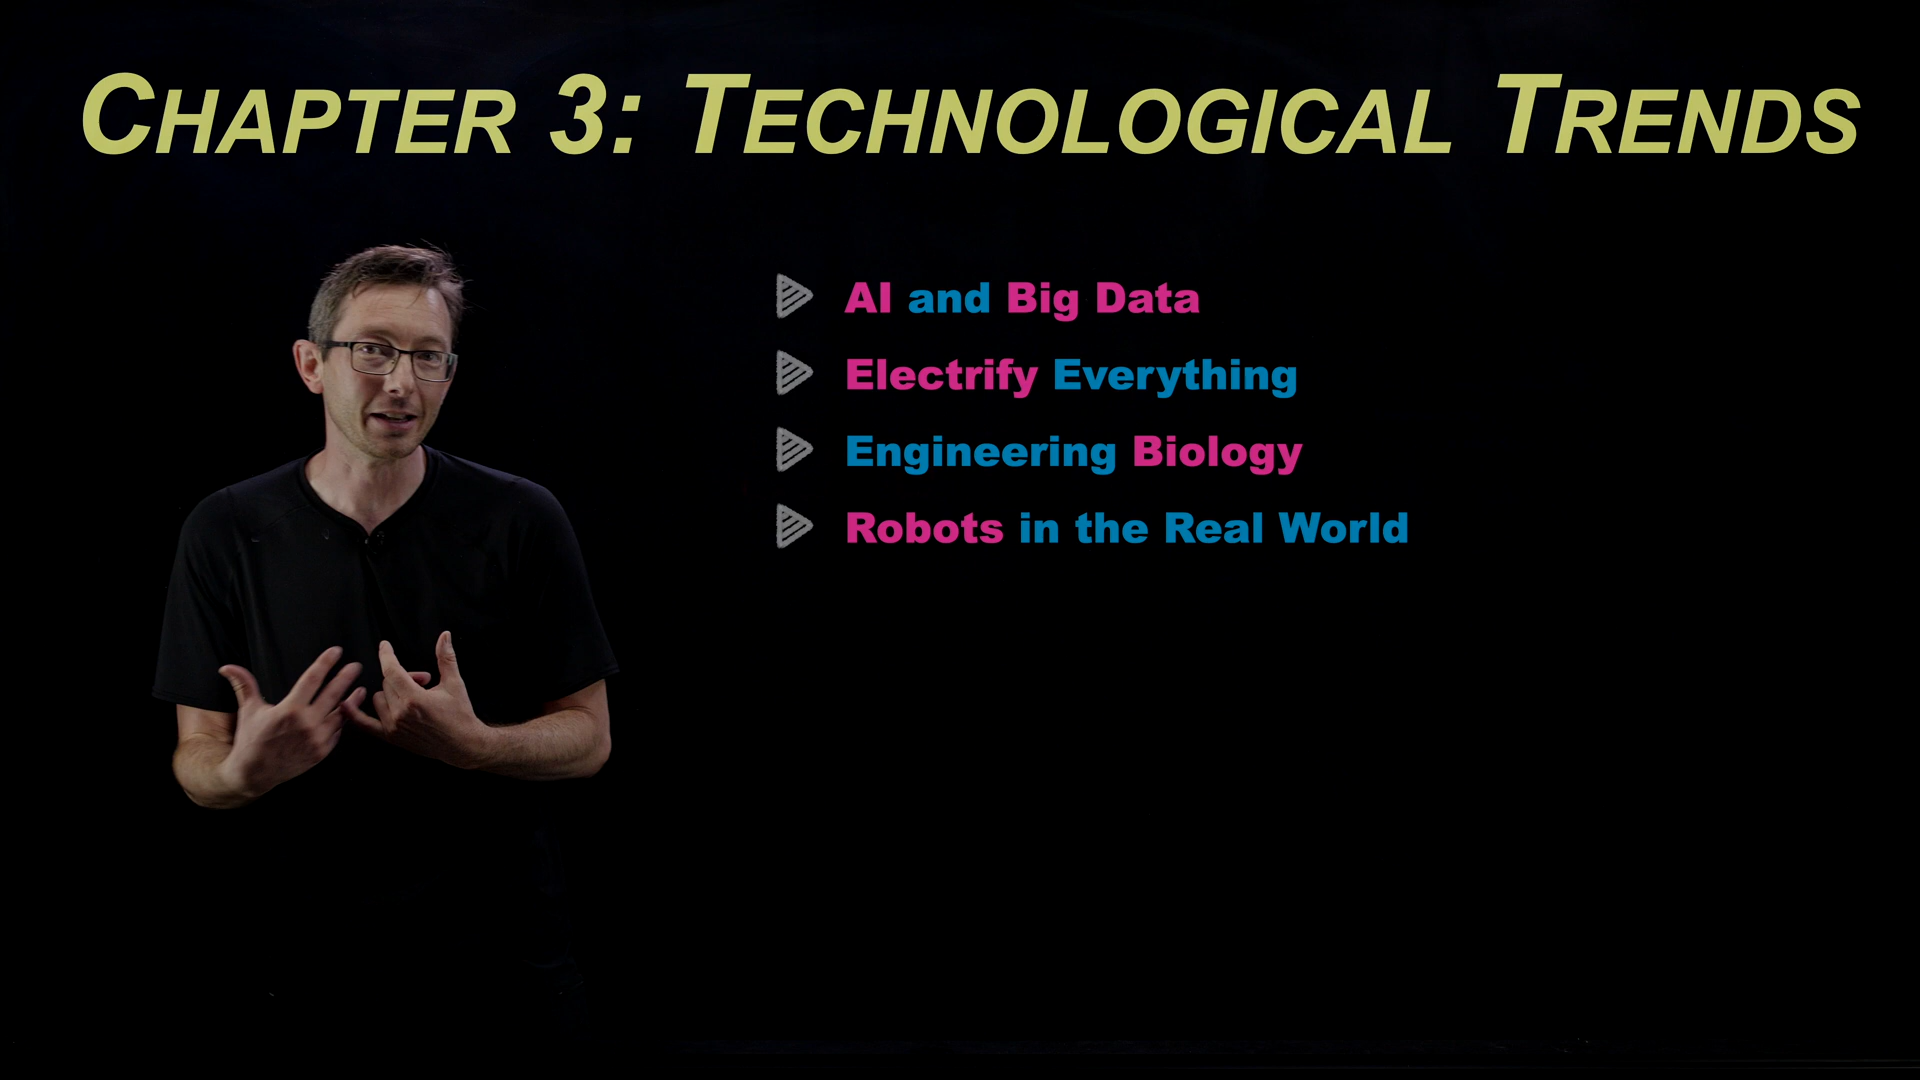 CHAPTER 3: TECHNOLOGICAL TRENDS
AI and Big Data
Electrify Everything
Engineering Biology
Robots in the Real World